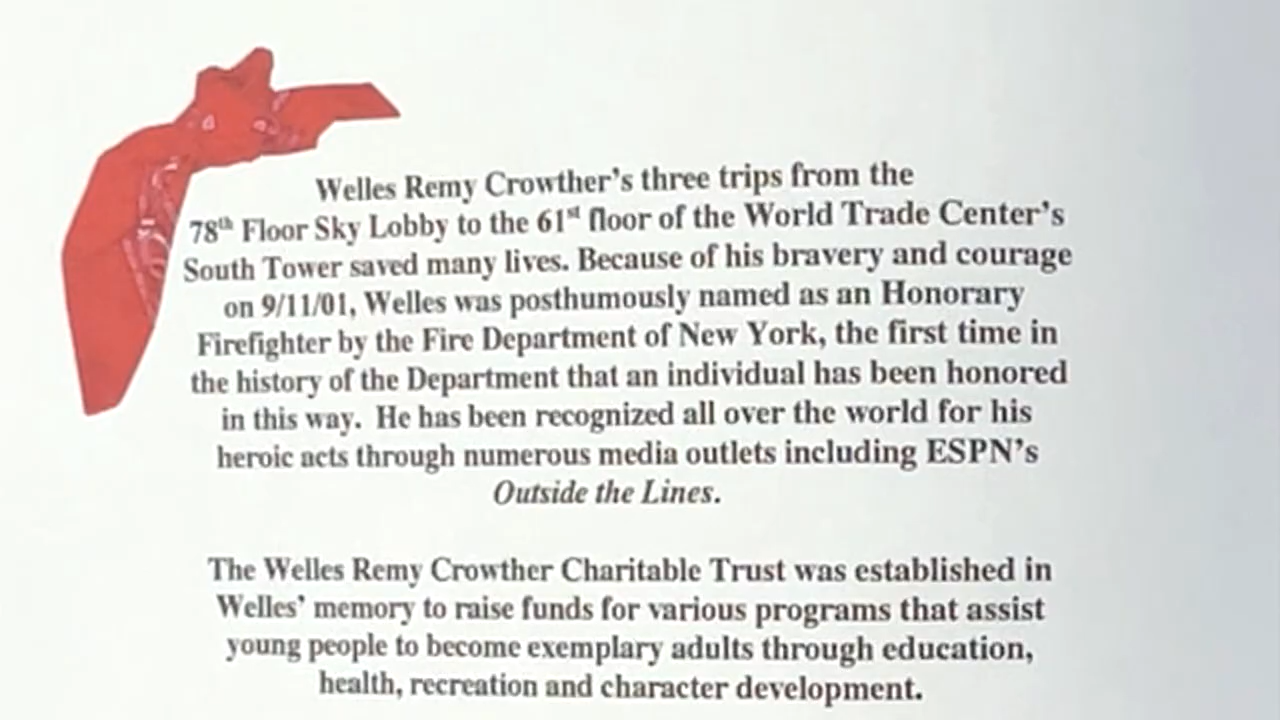 Welles Remy Crowther's three trips from the
78th Floor Sky Lobby to the 61st floor of the World Trade Center's
South Tower saved many lives. Because of his bravery and courage
on 9/11/01, Welles was posthumously named as an Honorary
Firefighter by the Fire Department of New York, the first time in
the history of the Department that an individual has been honored
in this way. He has been recognized all over the world for his
heroic acts through numerous media outlets including ESPN's
Outside the Lines.
The Welles Remy Crowther Charitable Trust was established in
Welles' memory to raise funds for various programs that assist
young people to become exemplary adults through education,
health, recreation and character development.